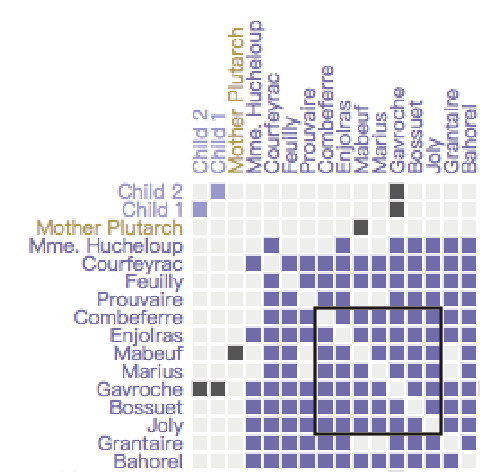 Child 2
Child 1
Mother Plutarch
Mme. Hucheloup
Courfeyrac
Feuilly
Prouvaire
Combeferre
Enjolras
Mabeuf
Marius
Gavroche
Bossuet
Joly
Grantaire
Bahorel
Child 2
Child 1
Mother Plutarch
Mme. Hucheloup
Courfeyrac
Feuilly
Prouvaire
Combeferre
Enjolras
Mabeuf
Marius
Gavroche
Bossuet
Joly
Grantaire
Bahorel